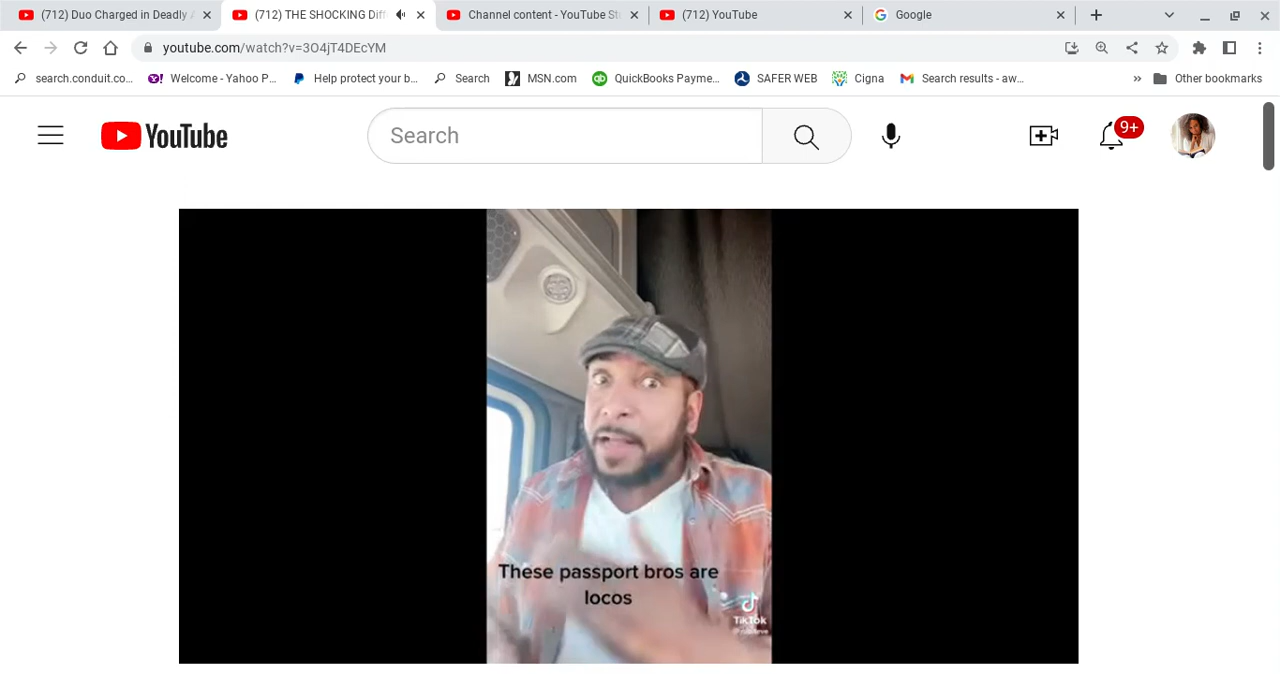 (712) Duo Charged in Deadly A
(712) THE SHOCKING Diff
Channel content - YouTube St
(712) YouTube
Google
youtube.com/watch?v=3O4jT4DEcYM
search.conduit.co...
Welcome - Yahoo P...
Help protect your b...
Search
MSN.com
QuickBooks Payme...
SAFER WEB
Cigna
Search results - aw...
»
Other bookmarks
YouTube
Search
9+
These passport bros are
locos
TikTok